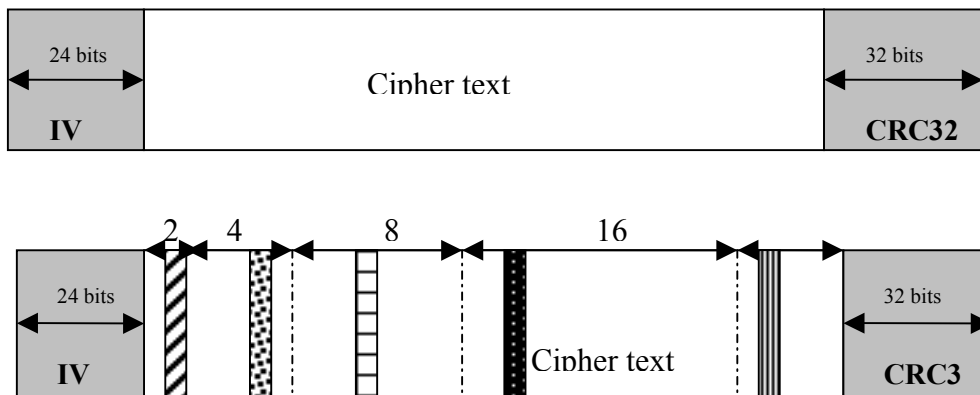 24 bits 32 bits
Cipher text
IV CRC32
2 4 8 16
24 bits 32 bits
Cipher text
IV CRC3